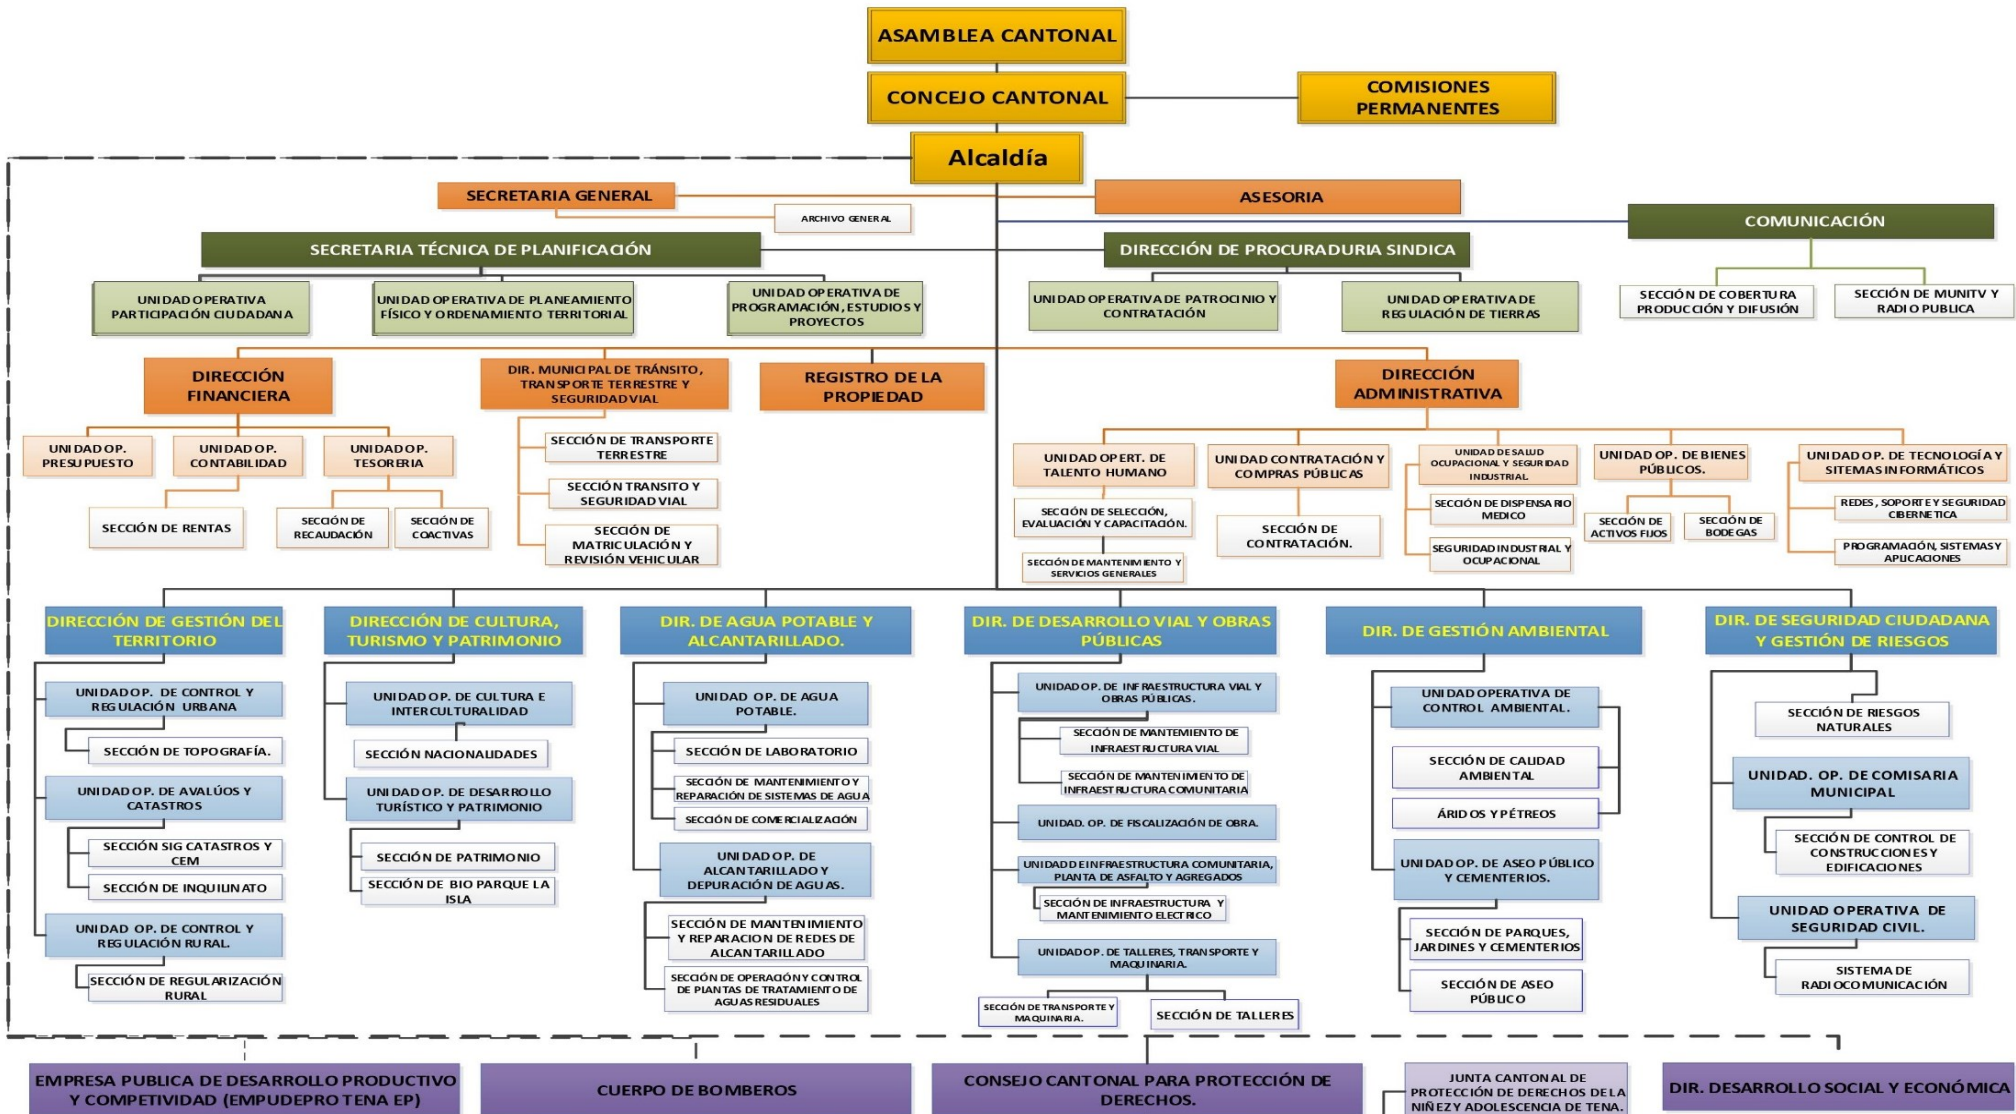 ASAMBLEA CANTONAL
CONCEJO CANTONAL
COMISIONES
PERMANENTES
Alcaldía
SECRETARIA GENERAL
ASESORIA
ARCHIVO GENERAL
COMUNICACIÓN
SECRETARIA TÉCNICA DE PLANIFICACIÓN
DIRECCIÓN DE PROCURADURIA SINDICA
UNIDAD OPERATIVA
PARTICIPACIÓN CIUDADANA
UNIDAD OPERATIVA DE PLANEAMIENTO
FÍSICO Y ORDENAMIENTO TERRITORIAL
UNIDAD OPERATIVA DE
PROGRAMACIÓN, ESTUDIOS Y
PROYECTOS
UNIDAD OPERATIVA DE PATROCINIO Y
CONTRATACIÓN
UNIDAD OPERATIVA DE
REGULACIÓN DE TIERRAS
SECCIÓN DE COBERTURA
PRODUCCIÓN Y DIFUSIÓN
SECCIÓN DE MUNITV Y
RADIO PUBLICA
DIRECCIÓN
FINANCIERA
DIR. MUNICIPAL DE TRÁNSITO,
TRANSPORTE TERRESTRE Y
SEGURIDAD VIAL
REGISTRO DE LA
PROPIEDAD
DIRECCIÓN
ADMINISTRATIVA
UNIDAD OP.
PRESUPUESTO
UNIDAD OP.
CONTABILIDAD
UNIDAD OP.
TESORERIA
SECCIÓN DE RENTAS
SECCIÓN DE
RECAUDACIÓN
SECCIÓN DE
COACTIVAS
SECCIÓN DE TRANSPORTE
TERRESTRE
SECCIÓN TRANSITO Y
SEGURIDAD VIAL
SECCIÓN DE
MATRICULACIÓN Y
REVISIÓN VEHICULAR
UNIDAD OPERT. DE
TALENTO HUMANO
SECCIÓN DE SELECCIÓN,
EVALUACIÓN Y CAPACITACIÓN.
SECCIÓN DE MANTENIMIENTO Y
SERVICIOS GENERALES
UNIDAD CONTRATACIÓN Y
COMPRAS PÚBLICAS
SECCIÓN DE
CONTRATACIÓN.
UNIDAD DE SALUD
OCUPACIONAL Y SEGURIDAD
INDUSTRIAL.
SECCIÓN DE DISPENSARIO
MEDICO
SEGURIDAD INDUSTRIAL Y
OCUPACIONAL
UNIDAD OP. DE BIENES
PÚBLICOS.
SECCIÓN DE
ACTIVOS FIJOS
SECCIÓN DE
BODEGAS
UNIDAD OP. DE TECNOLOGÍA Y
SITEMAS INFORMÁTICOS
REDES, SOPORTE Y SEGURIDAD
CIBERNETICA
PROGRAMACIÓN, SISTEMAS Y
APLICACIONES
DIRECCIÓN DE GESTIÓN DEL
TERRITORIO
UNIDAD OP. DE CONTROL Y
REGULACIÓN URBANA
SECCIÓN DE TOPOGRAFÍA.
UNIDAD OP. DE AVALÚOS Y
CATASTROS
SECCIÓN SIG CATASTROS Y
CEM
SECCIÓN DE INQUILINATO
UNIDAD OP. DE CONTROL Y
REGULACIÓN RURAL.
SECCIÓN DE REGULARIZACIÓN
RURAL
DIRECCIÓN DE CULTURA,
TURISMO Y PATRIMONIO
UNIDAD OP. DE CULTURA E
INTERCULTURALIDAD
SECCIÓN NACIONALIDADES
UNIDAD OP. DE DESARROLLO
TURÍSTICO Y PATRIMONIO
SECCIÓN DE PATRIMONIO
SECCIÓN DE BIO PARQUE LA
ISLA
DIR. DE AGUA POTABLE Y
ALCANTARILLADO.
UNIDAD OP. DE AGUA
POTABLE.
SECCIÓN DE LABORATORIO
SECCIÓN DE MANTENIMIENTO Y
REPARACIÓN DE SISTEMAS DE AGUA
SECCIÓN DE COMERCIALIZACIÓN
UNIDAD OP. DE
ALCANTARILLADO Y
DEPURACIÓN DE AGUAS.
SECCIÓN DE MANTENIMIENTO
Y REPARACION DE REDES DE
ALCANTARILLADO
SECCIÓN DE OPERACIÓN Y CONTROL
DE PLANTAS DE TRATAMIENTO DE
AGUAS RESIDUALES
DIR. DE DESARROLLO VIAL Y OBRAS
PÚBLICAS
UNIDAD OP. DE INFRAESTRUCTURA VIAL Y
OBRAS PÚBLICAS.
SECCIÓN DE MANTEMIENTO DE
INFRAESTRUCTURA VIAL
SECCIÓN DE MANTENIMIENTO DE
INFRAESTRUCTURA COMUNITARIA
UNIDAD. OP. DE FISCALIZACIÓN DE OBRA.
UNIDAD DE INFRAESTRUCTURA COMUNITARIA,
PLANTA DE ASFALTO Y AGREGADOS
SECCIÓN DE INFRAESTRUCTURA Y
MANTENIMIENTO ELECTRICO
UNIDAD OP. DE TALLERES, TRANSPORTE Y
MAQUINARIA.
SECCIÓN DE TRANSPORTE Y
MAQUINARIA.
SECCIÓN DE TALLERES
DIR. DE GESTIÓN AMBIENTAL
UNIDAD OPERATIVA DE
CONTROL AMBIENTAL.
SECCIÓN DE CALIDAD
AMBIENTAL
ÁRIDOS Y PÉTREOS
UNIDAD OP. DE ASEO PÚBLICO
Y CEMENTERIOS.
SECCIÓN DE PARQUES,
JARDINES Y CEMENTERIOS
SECCIÓN DE ASEO
PÚBLICO
DIR. DE SEGURIDAD CIUDADANA
Y GESTIÓN DE RIESGOS
SECCIÓN DE RIESGOS
NATURALES
UNIDAD. OP. DE COMISARIA
MUNICIPAL
SECCIÓN DE CONTROL DE
CONSTRUCCIONES Y
EDIFICACIONES
UNIDAD OPERATIVA DE
SEGURIDAD CIVIL.
SISTEMA DE
RADIOCOMUNICACIÓN
EMPRESA PUBLICA DE DESARROLLO PRODUCTIVO
Y COMPETIVIDAD (EMPUDEPRO TENA EP)
CUERPO DE BOMBEROS
CONSEJO CANTONAL PARA PROTECCIÓN DE
DERECHOS.
JUNTA CANTONAL DE
PROTECCIÓN DE DERECHOS DE LA
NIÑEZ Y ADOLESCENCIA DE TENA.
DIR. DESARROLLO SOCIAL Y ECONÓMICA